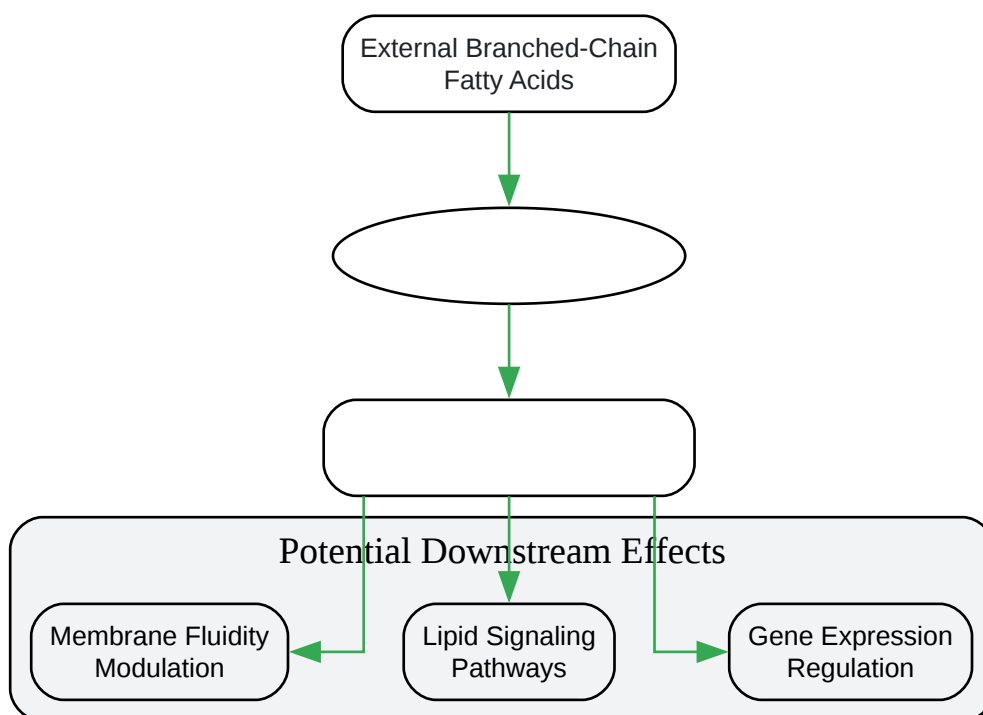 External Branched-Chain
Fatty Acids
Potential Downstream Effects
Membrane Fluidity
Modulation
Lipid Signaling
Pathways
Gene Expression
Regulation